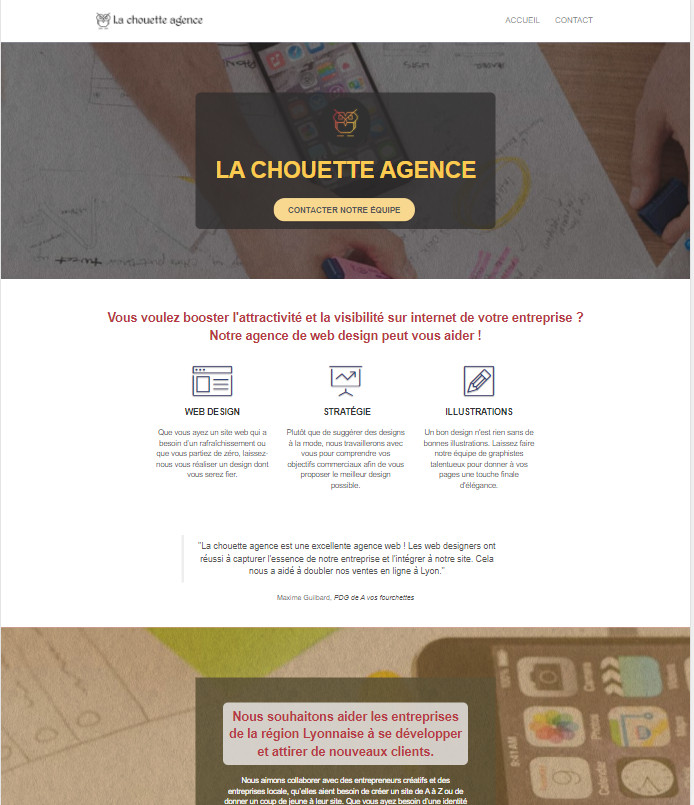 La chouette agence
ACCUEIL CONTACT
LA CHOUETTE AGENCE
CONTACTER NOTRE ÉQUIPE
Vous voulez booster l'attractivité et la visibilité sur internet de votre entreprise ?
Notre agence de web design peut vous aider !
WEB DESIGN
Que vous ayez un site web qui a
besoin d'un rafraîchissement ou
que vous partiez de zéro, laissez-
nous vous réaliser un design dont
vous serez fier.
STRATÉGIE
Plutôt que de suggérer des designs
à la mode, nous travaillerons avec
vous pour comprendre vos
objectifs commerciaux afin de vous
proposer le meilleur design
possible.
ILLUSTRATIONS
Un bon design n'est rien sans de
bonnes illustrations. Laissez faire
notre équipe de graphistes
talentueux pour donner à vos
pages une touche finale
d'élégance.
"La chouette agence est une excellente agence web ! Les web designers ont
réussi à capturer l'essence de notre entreprise et l'intégrer à notre site. Cela
nous a aidé à doubler nos ventes en ligne à Lyon."
Maxime Guibard, PDG de A vos fourchettes
Nous souhaitons aider les entreprises
de la région Lyonnaise à se développer
et attirer de nouveaux clients.
Nous aimons collaborer avec des entrepreneurs créatifs et des
entreprises locale, qu'elles aient besoin de créer un site de A à Z ou de
donner un coup de jeune à leur site. Que vous ayez besoin d'une identité
9:41 AM
Photos
Calendar
Clock